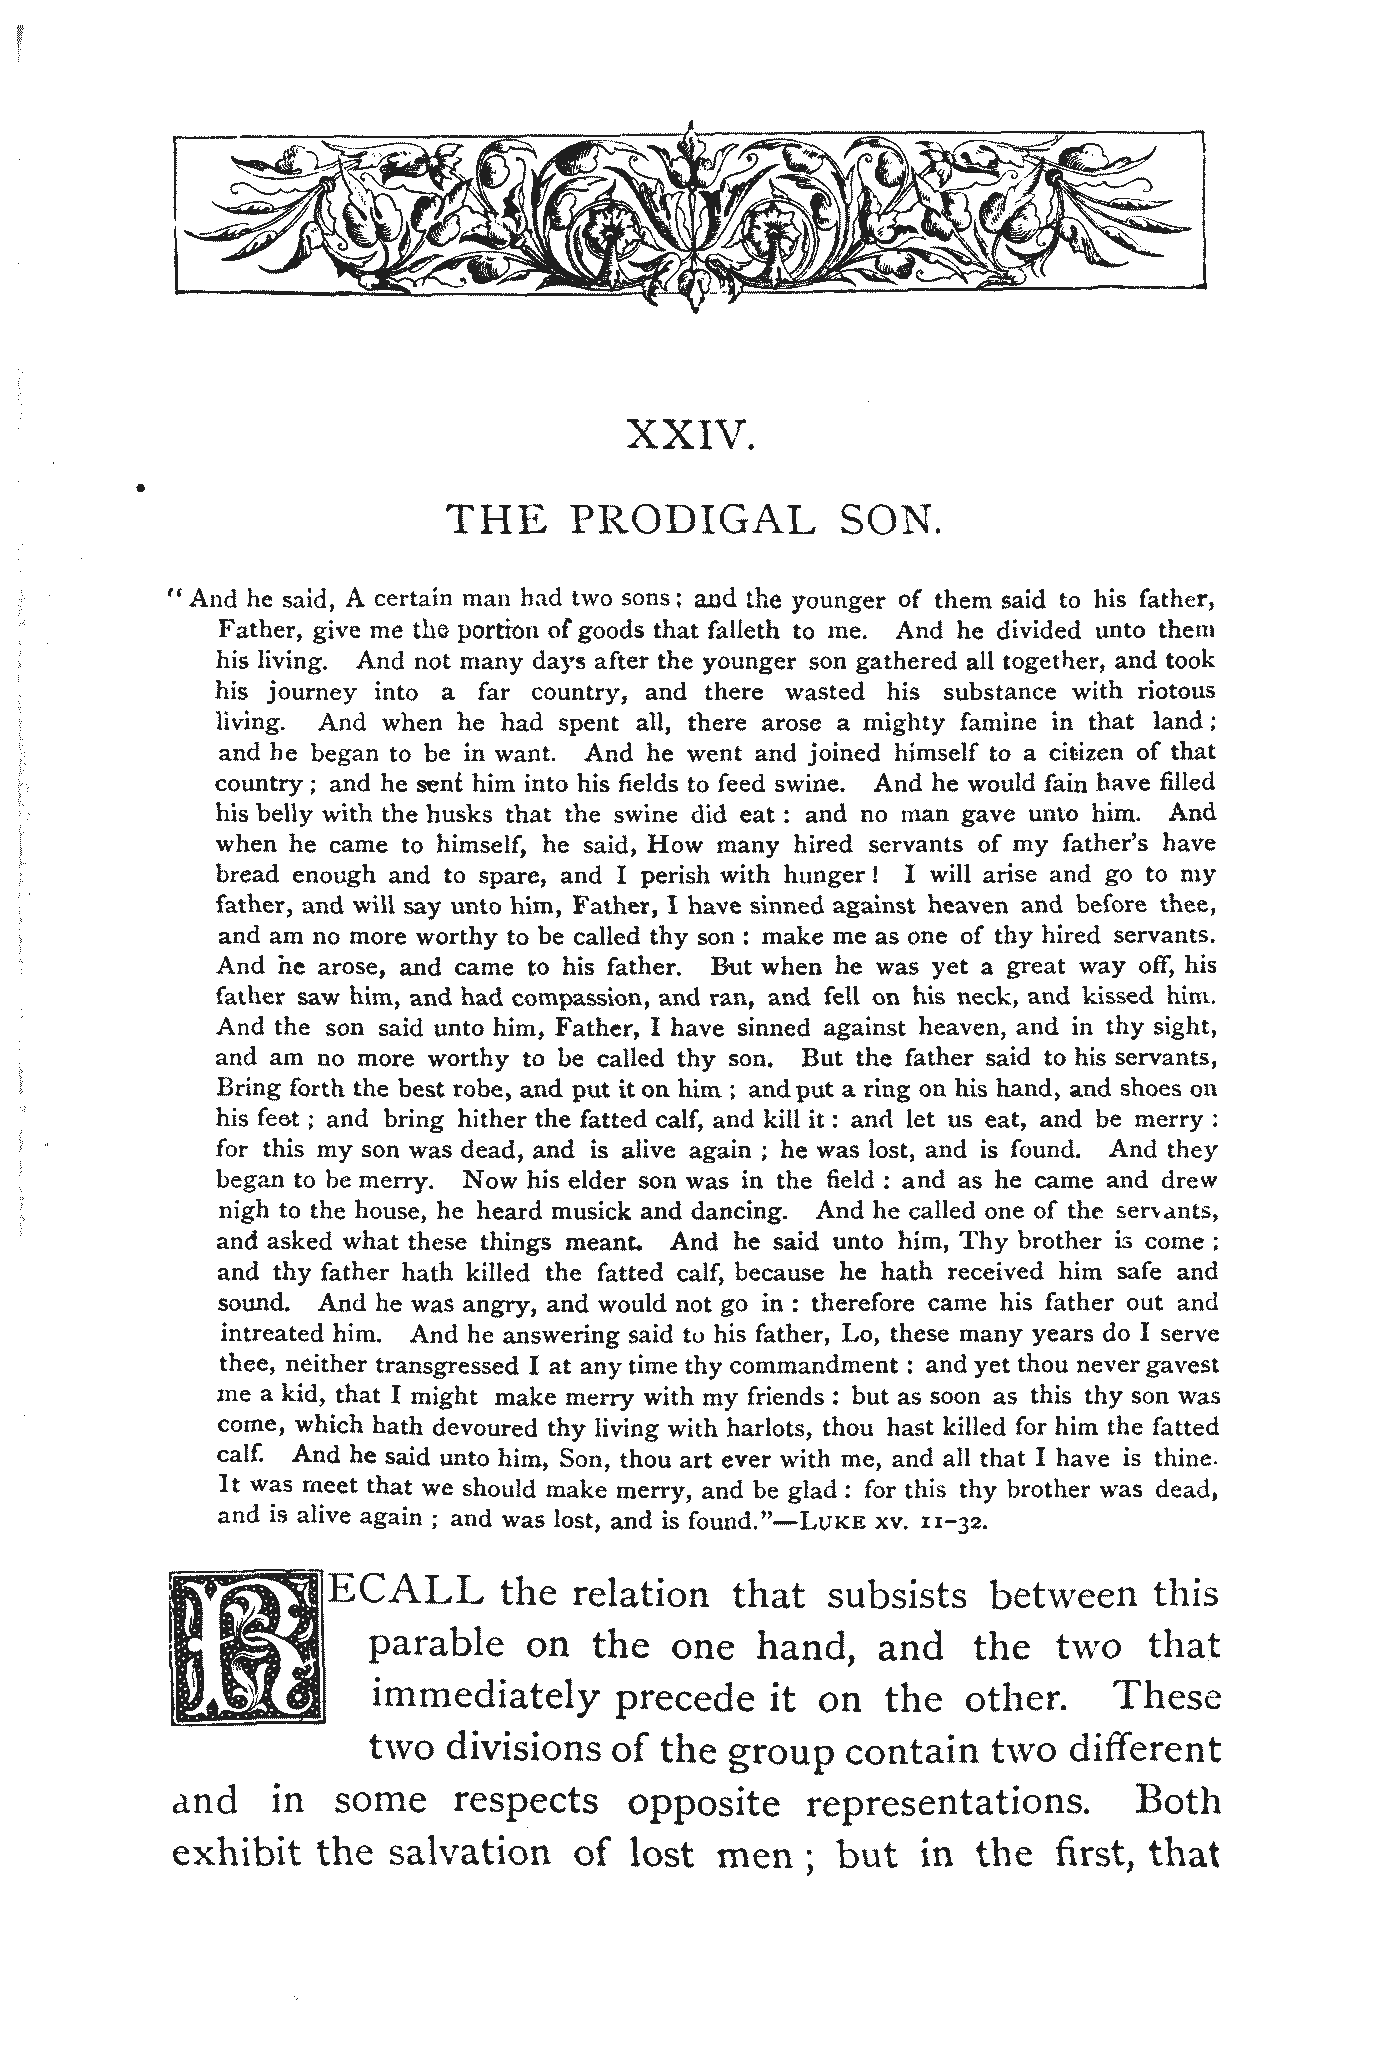 XXIV.
THE PRODIGAL SON.
“And he said, A certain man had two sons; and the younger of them said to his father,
Father, give me the portion of goods that falleth to me. And he divided unto them
his living. And not many days after the younger son gathered all together, and took
his journey into a far country, and there wasted his substance with riotous
living. And when he had spent all, there arose a mighty famine in that land;
and he began to be in want. And he went and joined himself to a citizen of that
country; and he sent him into his fields to feed swine. And he would fain have filled
his belly with the husks that the swine did eat: and no man gave unto him. And
when he came to himself, he said, How many hired servants of my father's have
bread enough and to spare, and I perish with hunger! I will arise and go to my
father, and will say unto him, Father, I have sinned against heaven and before thee,
and am no more worthy to be called thy son: make me as one of thy hired servants.
And he arose, and came to his father. But when he was yet a great way off, his
father saw him, and had compassion, and ran, and fell on his neck, and kissed him.
And the son said unto him, Father, I have sinned against heaven, and in thy sight,
and am no more worthy to be called thy son. But the father said to his servants,
Bring forth the best robe, and put it on him; and put a ring on his hand, and shoes on
his feet; and bring hither the fatted calf, and kill it: and let us eat, and be merry:
for this my son was dead, and is alive again; he was lost, and is found. And they
began to be merry. Now his elder son was in the field: and as he came and drew
nigh to the house, he heard musick and dancing. And he called one of the servants,
and asked what these things meant. And he said unto him, Thy brother is come;
and thy father hath killed the fatted calf, because he hath received him safe and
sound. And he was angry, and would not go in: therefore came his father out and
intreated him. And he answering said to his father, Lo, these many years do I serve
thee, neither transgressed I at any time thy commandment: and yet thou never gavest
me a kid, that I might make merry with my friends: but as soon as this thy son was
come, which hath devoured thy living with harlots, thou hast killed for him the fatted
calf. And he said unto him, Son, thou art ever with me, and all that I have is thine.
It was meet that we should make merry, and be glad: for this thy brother was dead,
and is alive again; and was lost, and is found.”—LUKE xv. 11-32.
RECALL the relation that subsists between this
parable on the one hand, and the two that
immediately precede it on the other. These
two divisions of the group contain two different
and in some respects opposite representations. Both
exhibit the salvation of lost men; but in the first, that